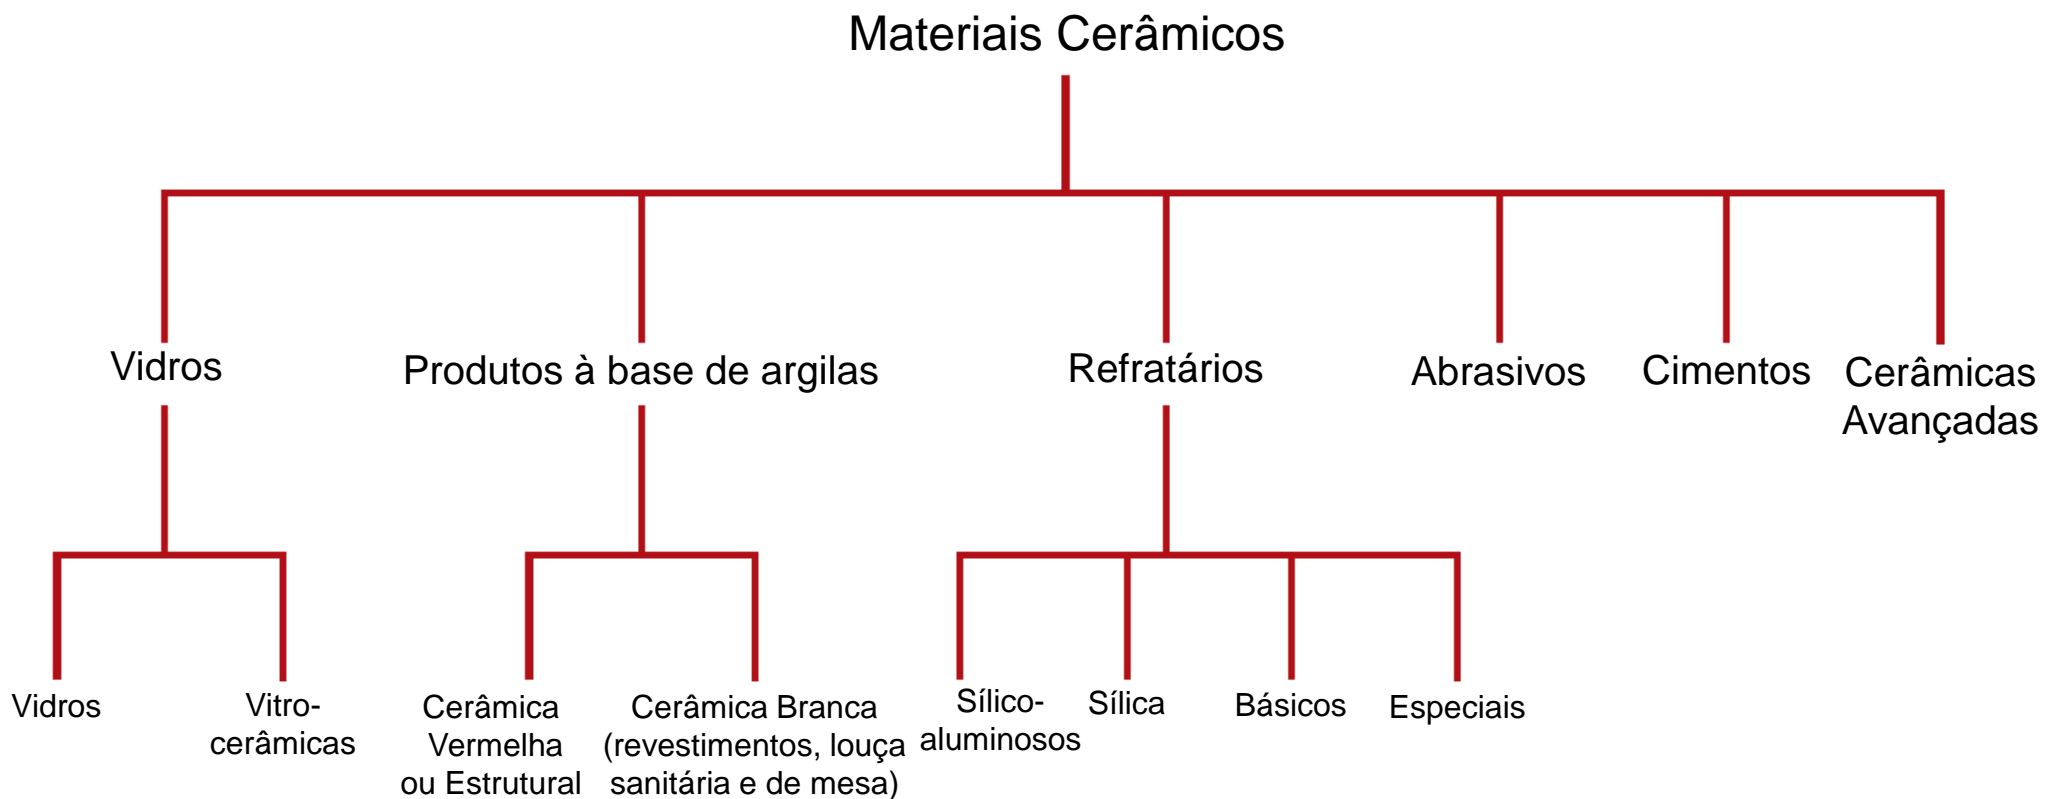 Materiais Cerâmicos
Vidros
Produtos à base de argilas
Refratários
Abrasivos
Cimentos
Cerâmicas
Avançadas
Vidros
Vitro-
cerâmicas
Cerâmica
Vermelha
ou Estrutural
Cerâmica Branca
(revestimentos, louça
sanitária e de mesa)
Sílico-
aluminosos
Sílica
Básicos
Especiais